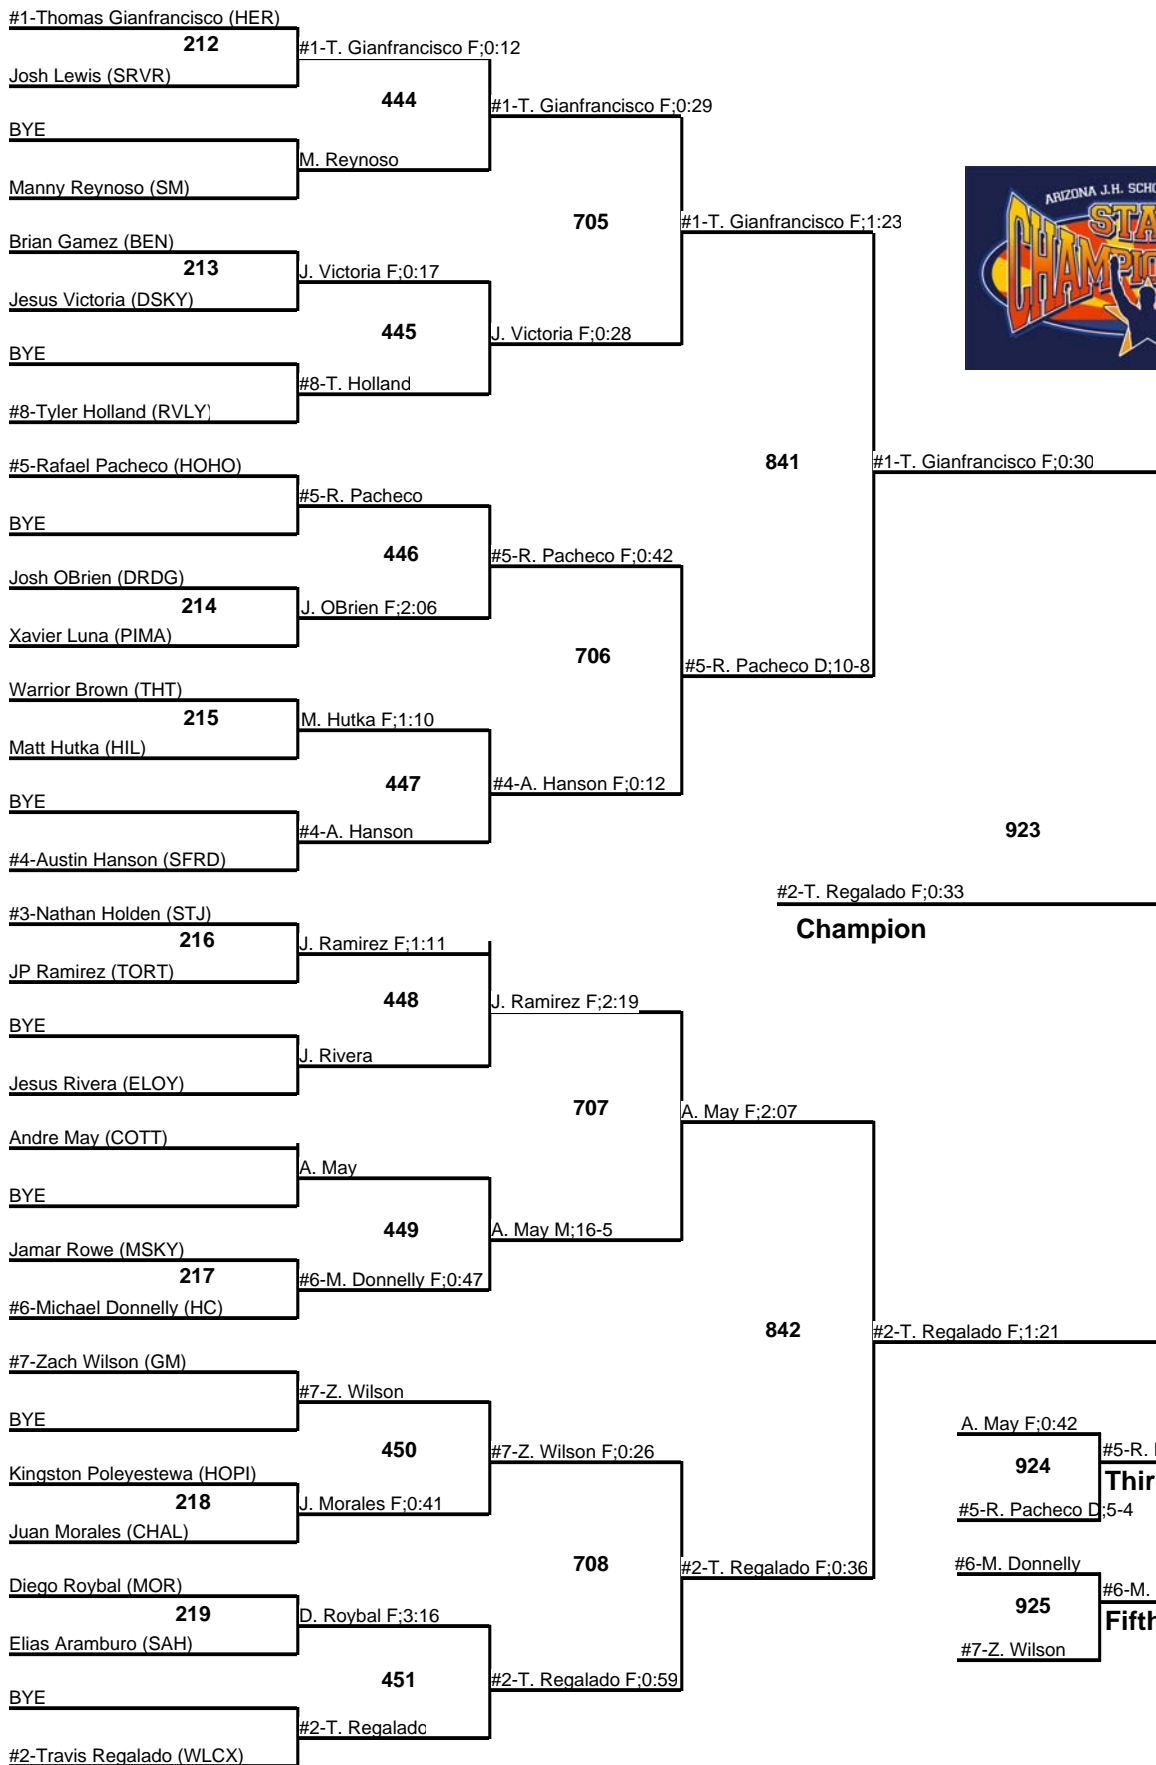 #1-Thomas Gianfrancisco (HER)
212
Josh Lewis (SRVR)
#1-T. Gianfrancisco F;0:12
444
BYE
M. Reynoso
Manny Reynoso (SM)
#1-T. Gianfrancisco F;0:29
705
Brian Gamez (BEN)
213
Jesus Victoria (DSKY)
J. Victoria F;0:17
445
BYE
#8-T. Holland
#8-Tyler Holland (RVLY)
J. Victoria F;0:28
#1-T. Gianfrancisco F;1:23
841
#5-Rafael Pacheco (HOHO)
#5-R. Pacheco
BYE
446
Josh OBrien (DRDG)
214
Xavier Luna (PIMA)
J. OBrien F;2:06
#5-R. Pacheco F;0:42
706
Warrior Brown (THT)
215
Matt Hutka (HIL)
M. Hutka F;1:10
447
BYE
#4-A. Hanson
#4-Austin Hanson (SFRD)
#4-A. Hanson F;0:12
#5-R. Pacheco D;10-8
#1-T. Gianfrancisco F;0:30
ARIZONA J.H.
923
#2-T. Regalado F;0:33
Champion
#3-Nathan Holden (STJ)
216
JP Ramirez (TORT)
J. Ramirez F;1:11
448
BYE
J. Rivera
Jesus Rivera (ELOY)
J. Ramirez F;2:19
707
Andre May (COTT)
A. May
BYE
449
Jamar Rowe (MSKY)
217
#6-Michael Donnelly (HC)
#6-M. Donnelly F;0:47
A. May M;16-5
A. May F;2:07
842
#7-Zach Wilson (GM)
#7-Z. Wilson
BYE
450
Kingston Poleyestewa (HOPI)
218
Juan Morales (CHAL)
J. Morales F;0:41
#7-Z. Wilson F;0:26
708
Diego Roybal (MOR)
219
Elias Aramburo (SAH)
D. Roybal F;3:16
451
BYE
#2-T. Regalado
#2-Travis Regalado (WLCX)
#2-T. Regalado F;0:59
#2-T. Regalado F;0:36
#2-T. Regalado F;1:21
A. May F;0:42
924
#5-R. Pacheco D;5-4
#5-R.
#6-M. Donnelly
925
#7-Z. Wilson
#6-M.